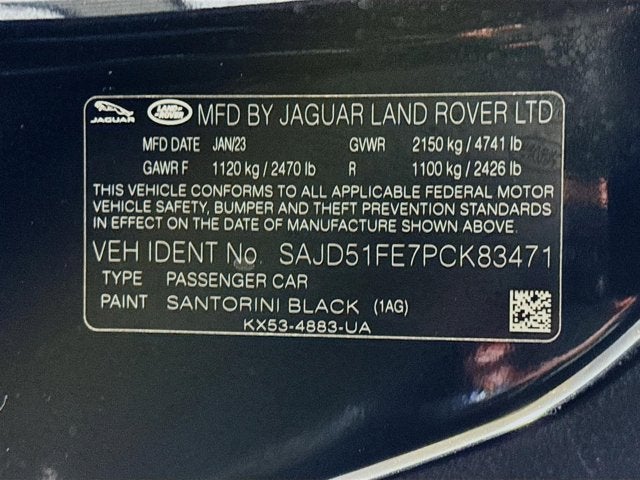 JAGUAR LAND ROVER MFD BY JAGUAR LAND ROVER LTD
MFD DATE JAN/23 GVWR 2150 kg / 4741 lb
GAWR F 1120 kg / 2470 lb R 1100 kg / 2426 lb
THIS VEHICLE CONFORMS TO ALL APPLICABLE FEDERAL MOTOR
VEHICLE SAFETY, BUMPER AND THEFT PREVENTION STANDARDS
IN EFFECT ON THE DATE OF MANUFACTURE SHOWN ABOVE.
VEH IDENT No. SAJD51FE7PCK83471
TYPE PASSENGER CAR
PAINT SANTORINI BLACK (1AG)
KX53-4883-UA